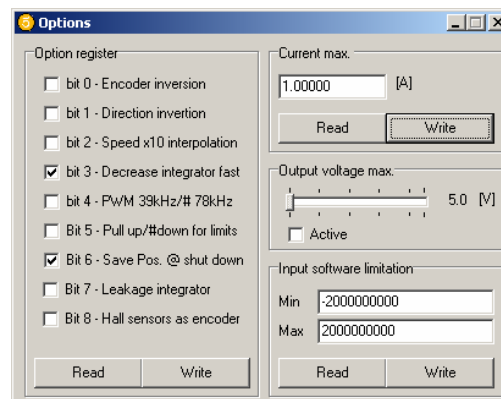 Options
Option register
bit 0 - Encoder inversion
bit 1 - Direction invertion
bit 2 - Speed x10 interpolation
bit 3 - Decrease integrator fast
bit 4 - PWM 39kHz/# 78kHz
Bit 5 - Pull up/#down for limits
Bit 6 - Save Pos. @ shut down
Bit 7 - Leakage integrator
Bit 8 - Hall sensors as encoder
Read Write
Current max.
1.00000 [A]
Read Write
Output voltage max.
5.0 [V]
Active
Input software limitation
Min -2000000000
Max 2000000000
Read Write